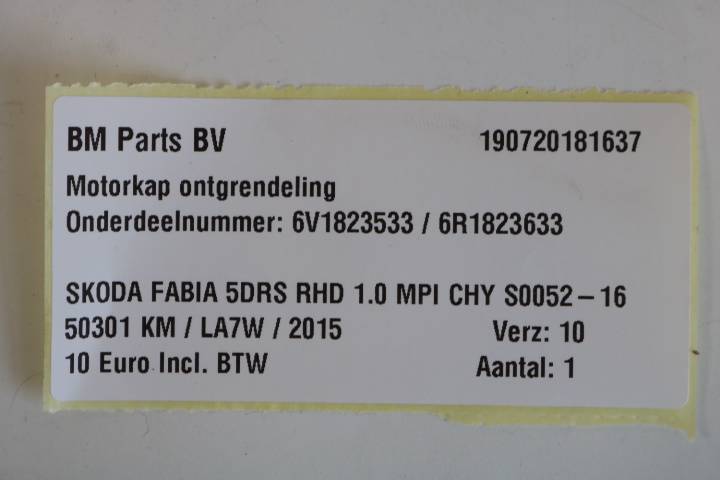 BM Parts BV 190720181637
Motorkap ontgrendeling
Onderdeelnummer: 6V1823533 / 6R1823633
SKODA FABIA 5DRS RHD 1.0 MPI CHY S0052-16
50301 KM / LA7W / 2015 Verz: 10
10 Euro Incl. BTW Aantal: 1